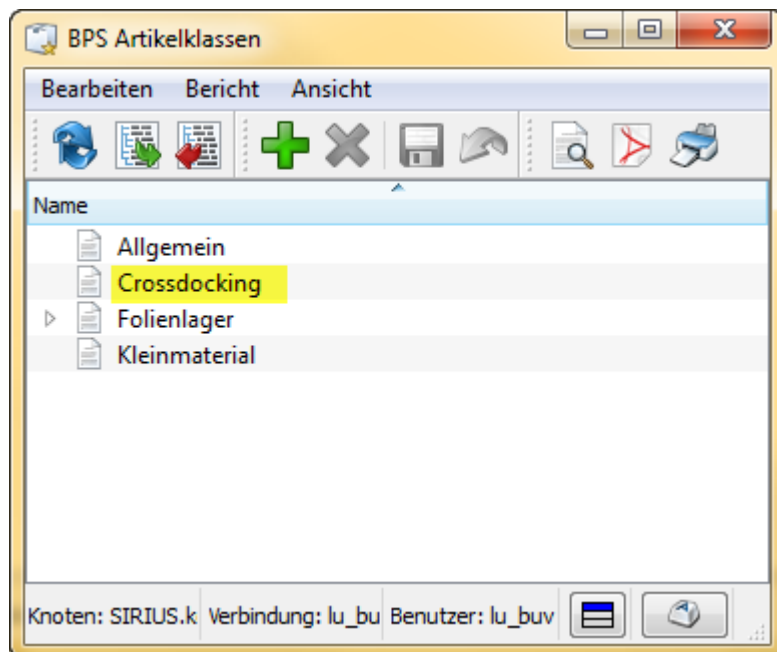 BPS Artikelklassen
Bearbeiten Bericht Ansicht
Name
Allgemein
Crossdocking
Folienlager
Kleinmaterial
Knoten: SIRIUS.k Verbindung: lu_bu Benutzer: lu_buv